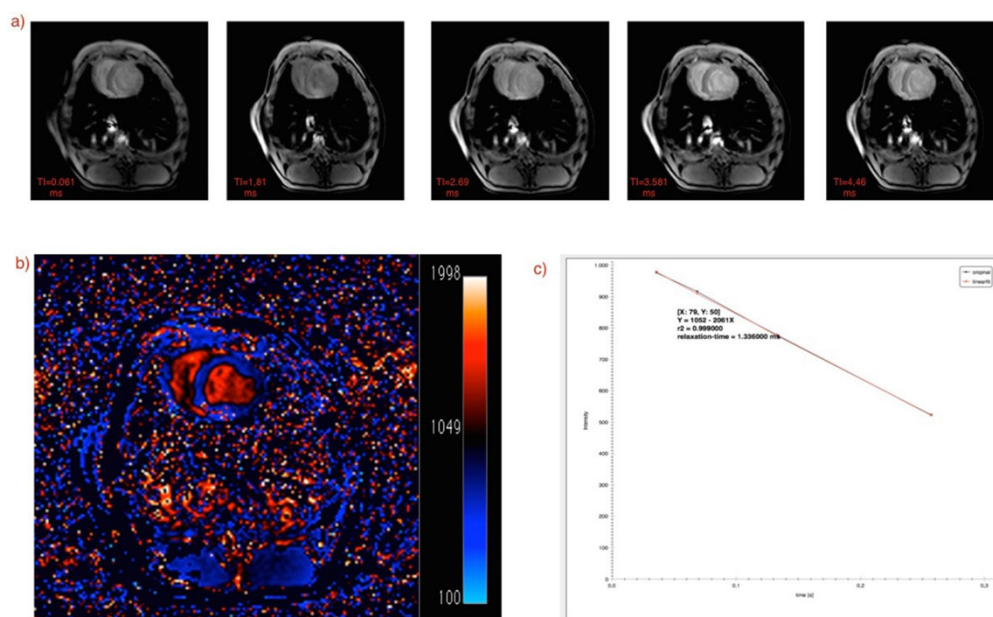 a)
TI=0.061
ms
TI=1,81
ms
TI=2.69
ms
TI=3.581
ms
TI=4,46
ms
b)
1998
1049
100
c)
1.000
900
800
700
600
500
400
300
200
100
0
Intensity
original
linearfit
[X: 79, Y: 50]
Y = 1052 - 2061X
r2 = 0.999000
relaxation-time = 1.336000 ms
0,0
0,1
0,2
0,3
time [s]